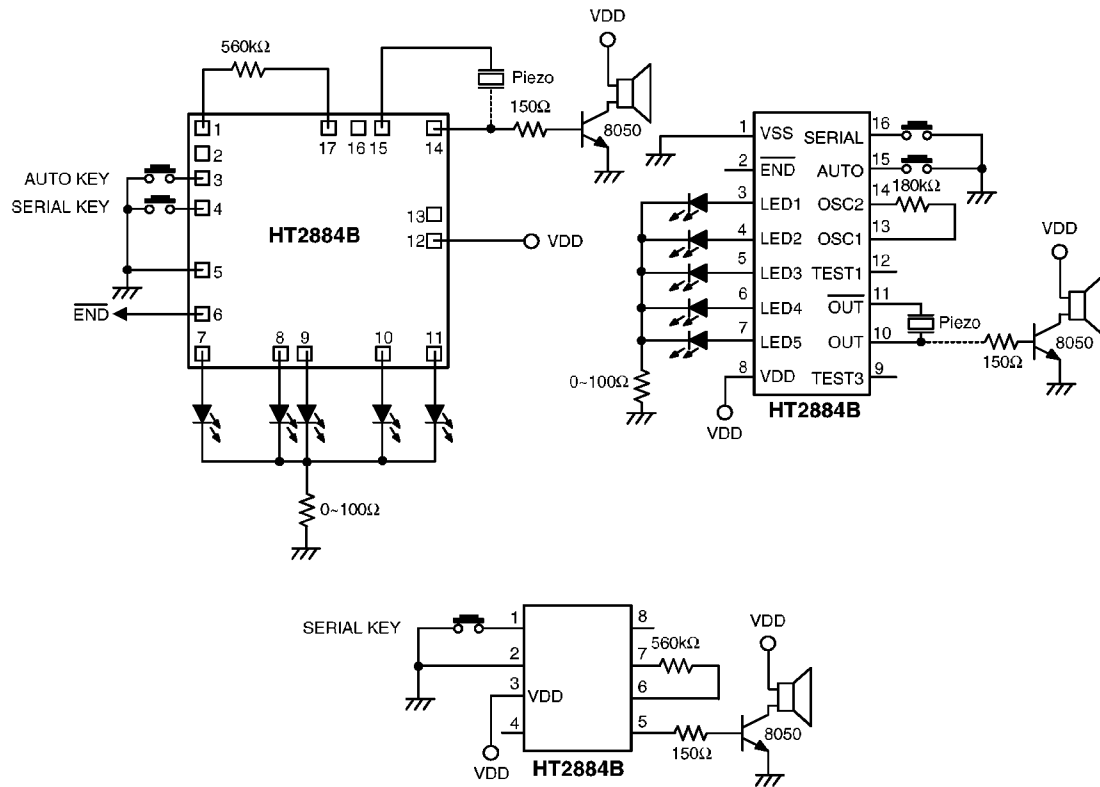 560kΩ
1
2
AUTO KEY
3
SERIAL KEY
4
5
END
6
7
8
9
10
11
12
13
14
15
16
17
HT2884B
VDD
Piezo
150Ω
8050
VDD
0~100Ω
1 VSS
2 END
3 LED1
4 LED2
5 LED3
6 LED4
7 LED5
8 VDD
SERIAL 16
AUTO 15
OSC2 14
180kΩ
OSC1 13
TEST1 12
OUT 11
OUT 10
TEST3 9
Piezo
150Ω
8050
VDD
0~100Ω
VDD
HT2884B
SERIAL KEY
1
2
3
VDD
4
VDD
8
7
560kΩ
6
5
150Ω
8050
VDD
HT2884B